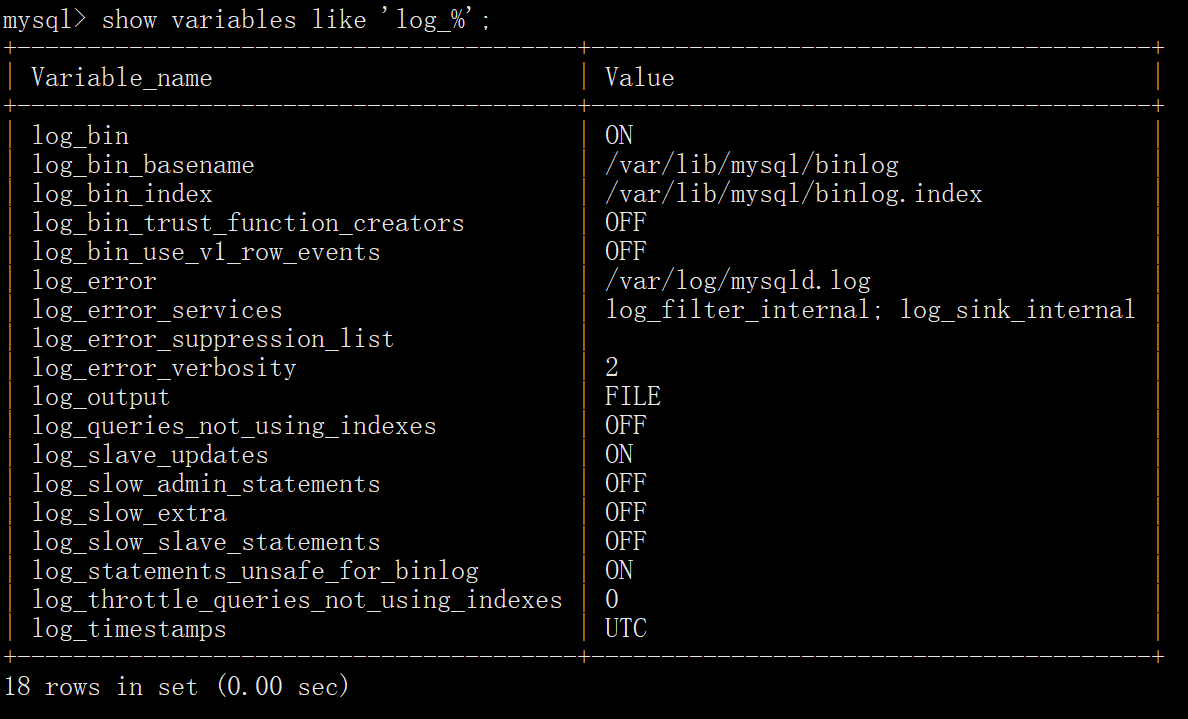 mysql> show variables like 'log_%';
+----------------------------------------+----------------------------------------+
| Variable_name                          | Value                                  |
+----------------------------------------+----------------------------------------+
| log_bin                                | ON                                     |
| log_bin_basename                       | /var/lib/mysql/binlog                  |
| log_bin_index                          | /var/lib/mysql/binlog.index            |
| log_bin_trust_function_creators        | OFF                                    |
| log_bin_use_v1_row_events              | OFF                                    |
| log_error                              | /var/log/mysqld.log                    |
| log_error_services                     | log_filter_internal; log_sink_internal |
| log_error_suppression_list             |                                        |
| log_error_verbosity                    | 2                                      |
| log_output                             | FILE                                   |
| log_queries_not_using_indexes          | OFF                                    |
| log_slave_updates                      | ON                                     |
| log_slow_admin_statements              | OFF                                    |
| log_slow_extra                         | OFF                                    |
| log_slow_slave_statements              | OFF                                    |
| log_statements_unsafe_for_binlog       | ON                                     |
| log_throttle_queries_not_using_indexes | 0                                      |
| log_timestamps                         | UTC                                    |
+----------------------------------------+----------------------------------------+
18 rows in set (0.00 sec)